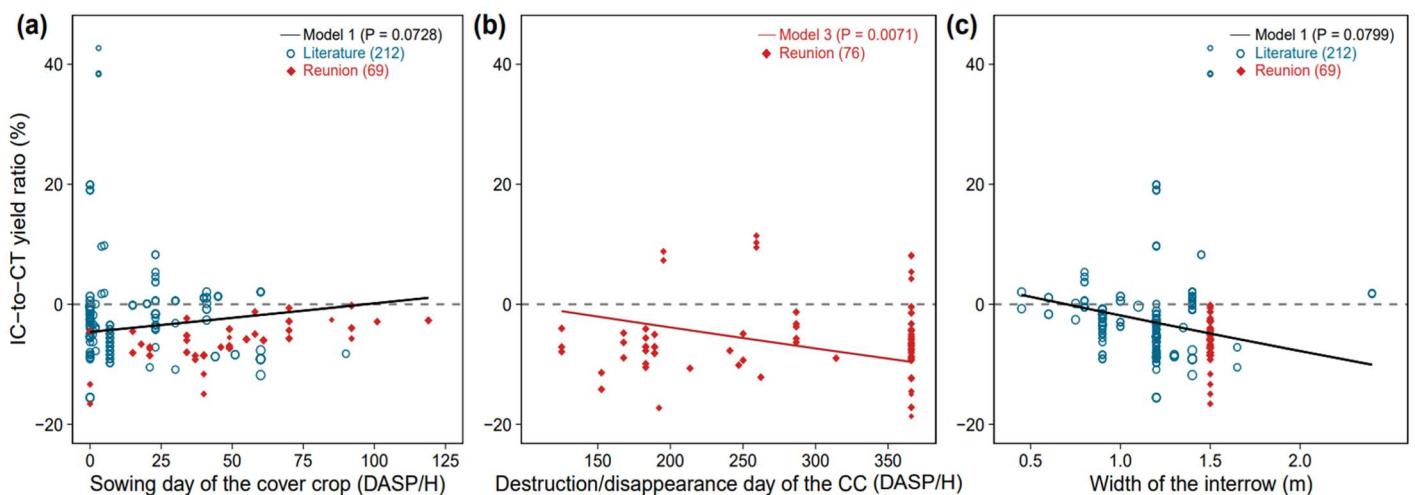 (a)
Model 1 (P = 0.0728)
Literature (212)
Reunion (69)
IC-to-CT yield ratio (%)
40
20
0
−20
0 25 50 75 100 125
Sowing day of the cover crop (DASP/H)
(b)
Model 3 (P = 0.0071)
Reunion (76)
40
20
0
−20
150 200 250 300 350
Destruction/disappearance day of the CC (DASP/H)
(c)
Model 1 (P = 0.0799)
Literature (212)
Reunion (69)
40
20
0
−20
0.5 1.0 1.5 2.0
Width of the interrow (m)